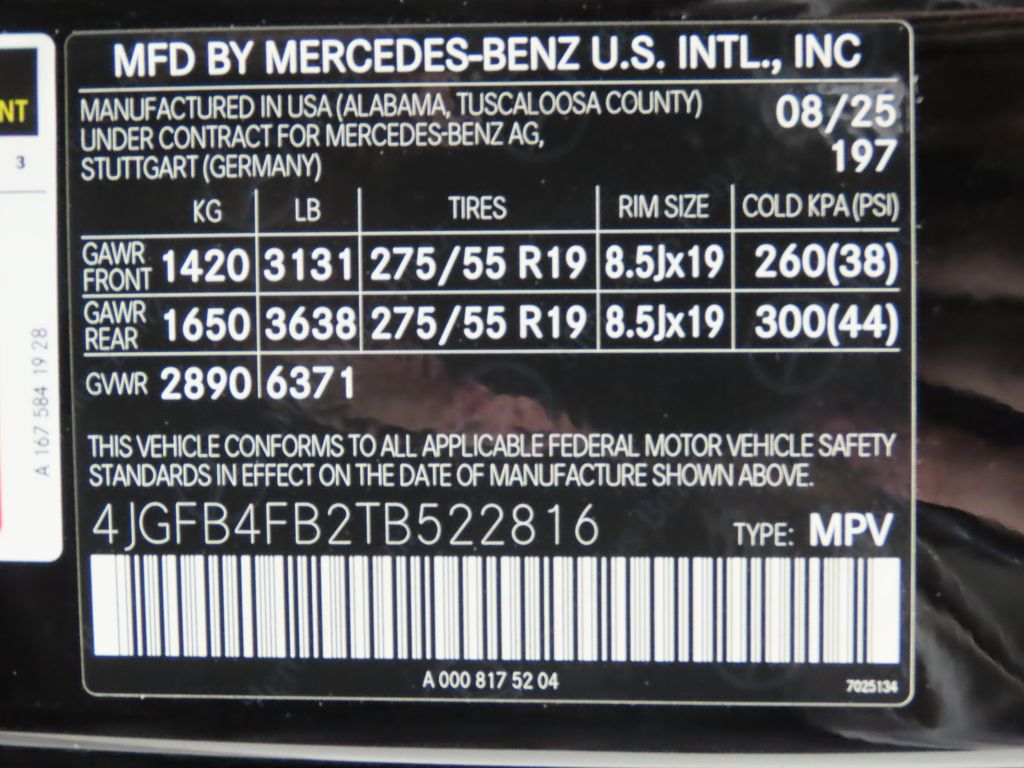 MFD BY MERCEDES-BENZ U.S. INTL., INC
MANUFACTURED IN USA (ALABAMA, TUSCALOOSA COUNTY) 08/25
UNDER CONTRACT FOR MERCEDES-BENZ AG,
197
STUTTGART (GERMANY)
KG LB TIRES RIM SIZE COLD KPA (PSI)
GAWR FRONT 1420 3131 275/55 R19 8.5Jx19 260(38)
GAWR REAR 1650 3638 275/55 R19 8.5Jx19 300(44)
GVWR 2890 6371
THIS VEHICLE CONFORMS TO ALL APPLICABLE FEDERAL MOTOR VEHICLE SAFETY
STANDARDS IN EFFECT ON THE DATE OF MANUFACTURE SHOWN ABOVE.
4JGFB4FB2TB522816 TYPE: MPV
A 000 817 52 04
7025134
NT
3
A 167 584 19 28